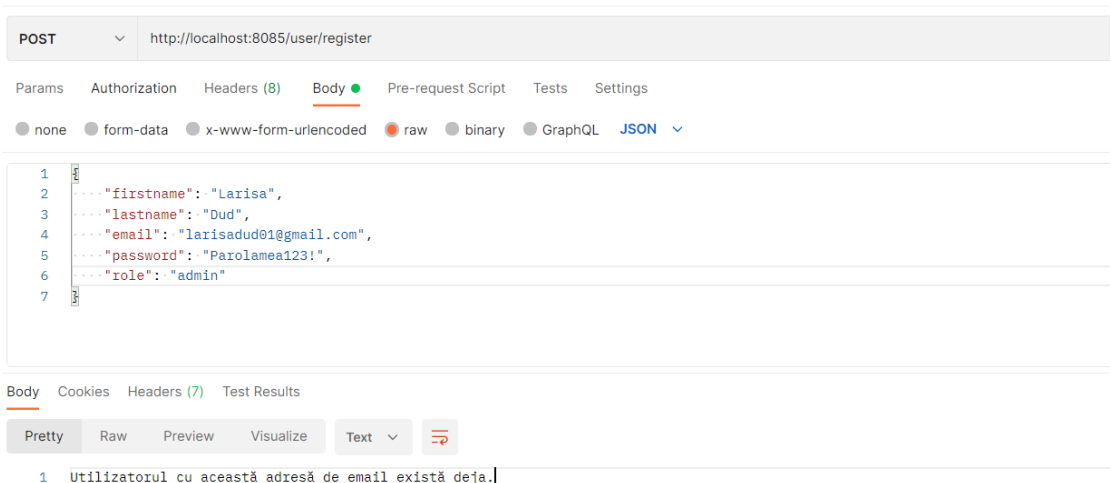 POST http://localhost:8085/user/register
Params Authorization Headers (8) Body Pre-request Script Tests Settings
none form-data x-www-form-urlencoded raw binary GraphQL JSON
1 {
2 "firstname": "Larisa",
3 "lastname": "Dud",
4 "email": "larisadud01@gmail.com",
5 "password": "Parolamea123!",
6 "role": "admin"
7 }
Body Cookies Headers (7) Test Results
Pretty Raw Preview Visualize Text
1 Utilizatorul cu această adresă de email există deja.